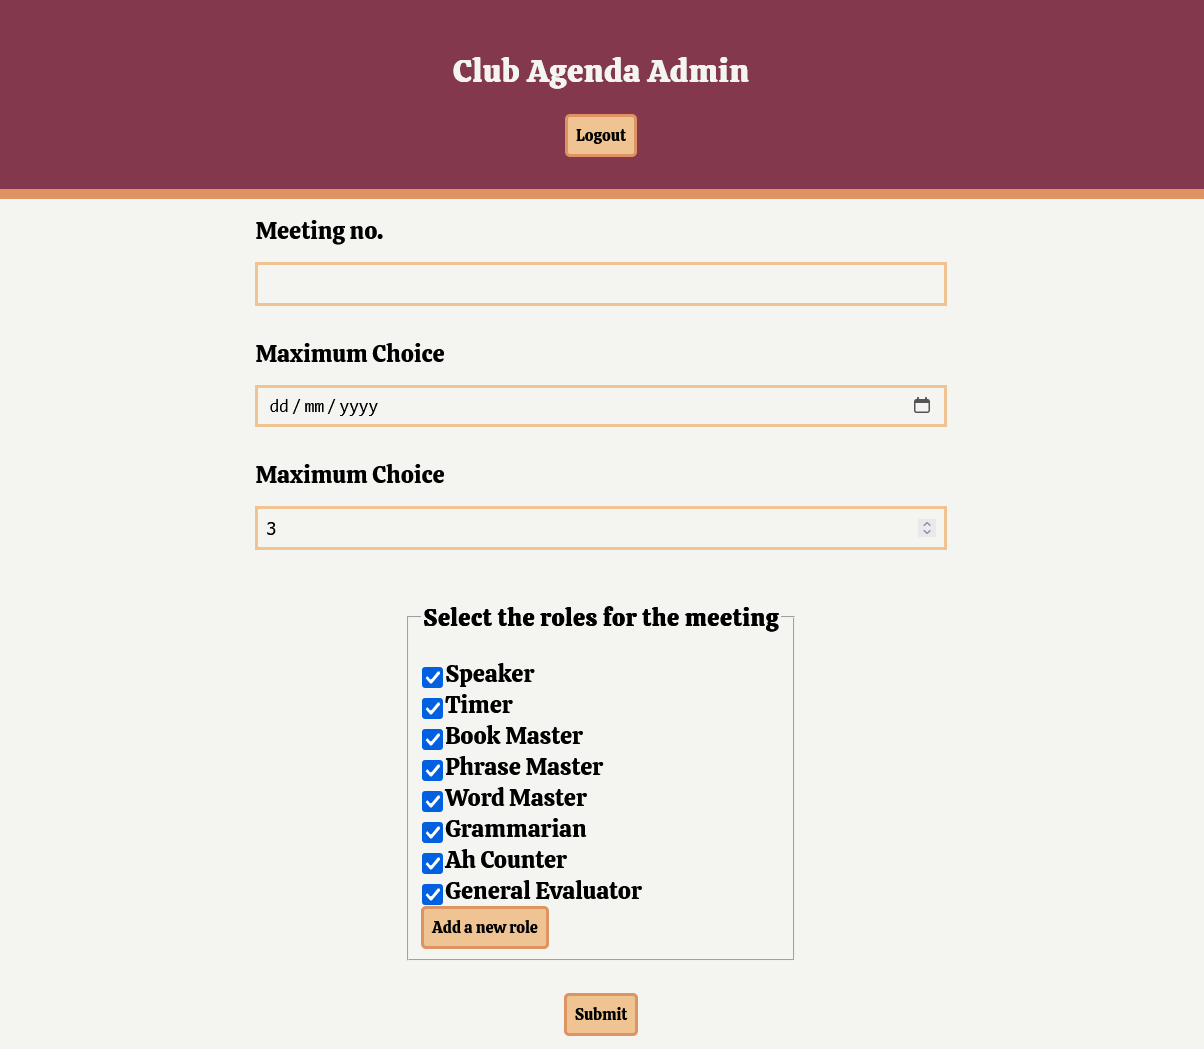 Club Agenda Admin
Logout
Meeting no.
Maximum Choice
dd / mm / yyyy
Maximum Choice
3
Select the roles for the meeting
Speaker
Timer
Book Master
Phrase Master
Word Master
Grammarian
Ah Counter
General Evaluator
Add a new role
Submit